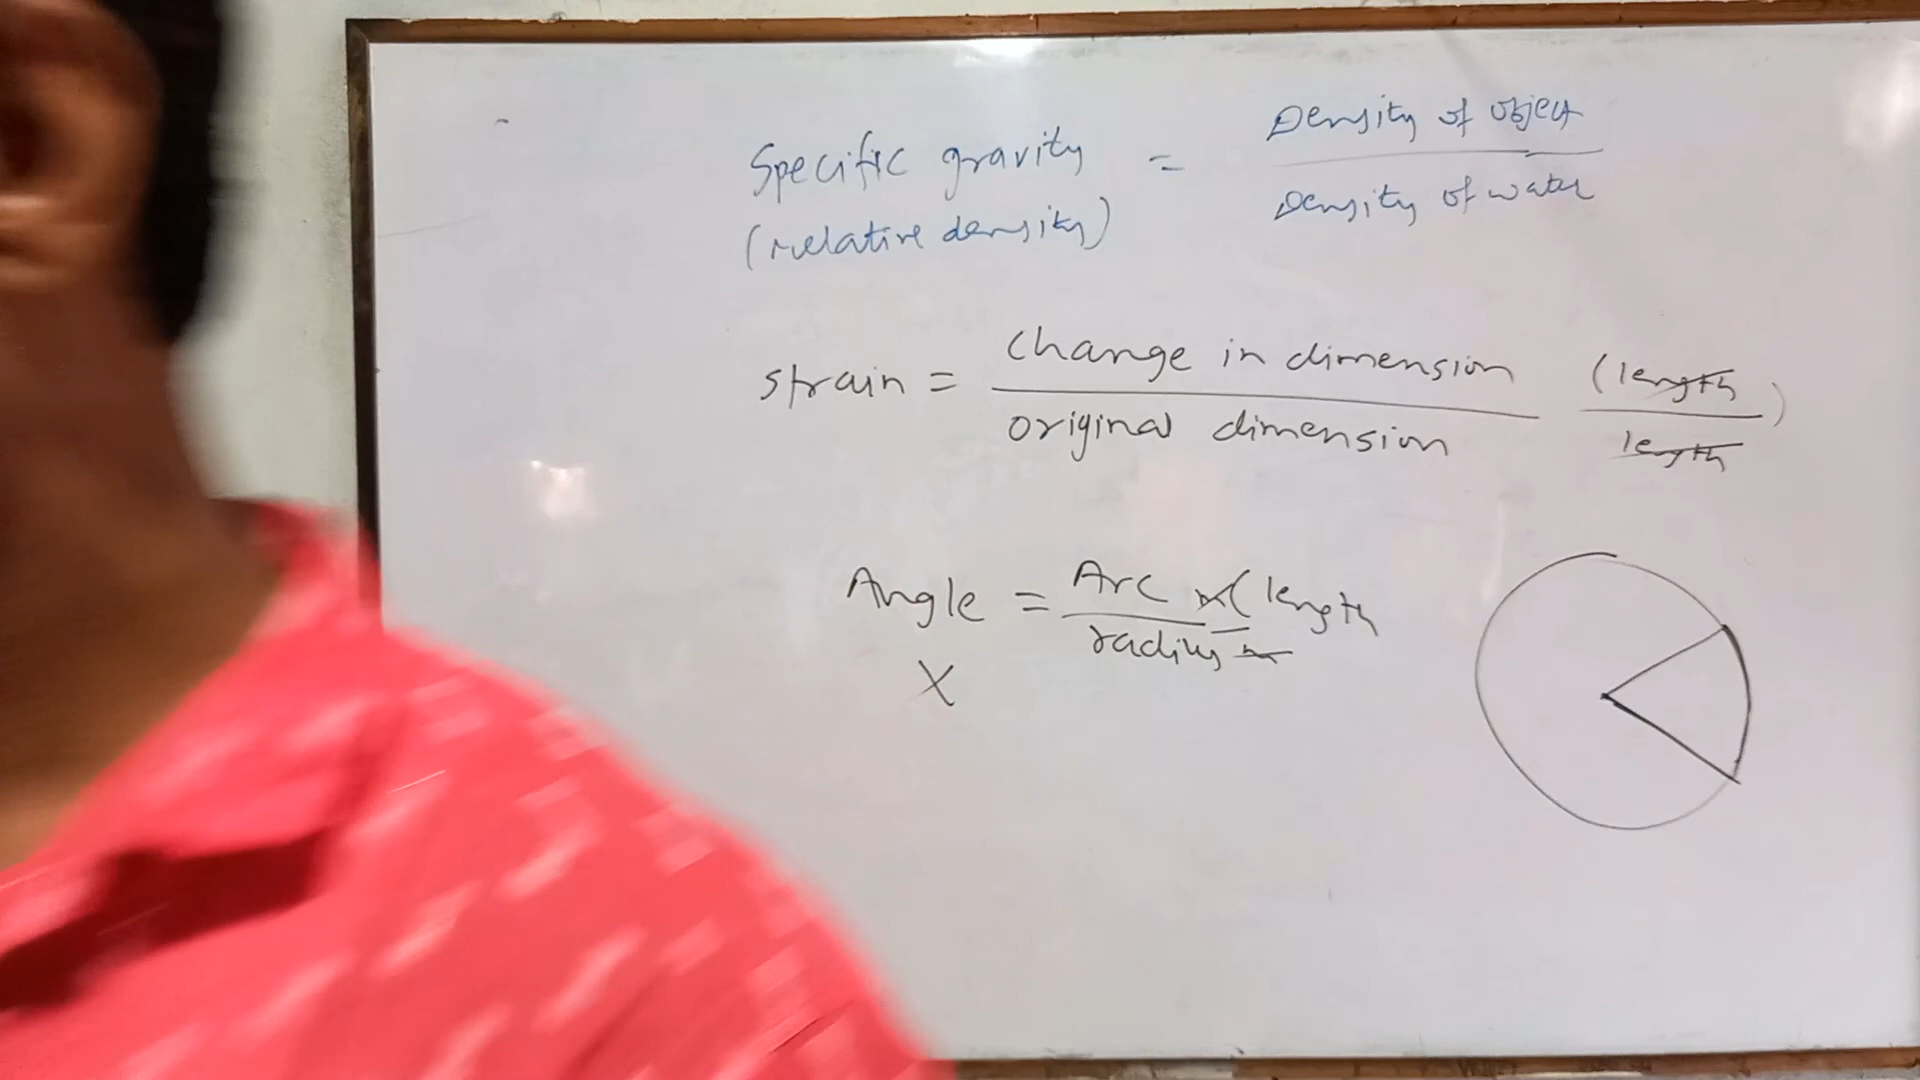 Specific gravity = Density of object
Density of water
(relative density)
strain = change in dimension (length
original dimension length )
Angle = Arc m (length
radius m
X